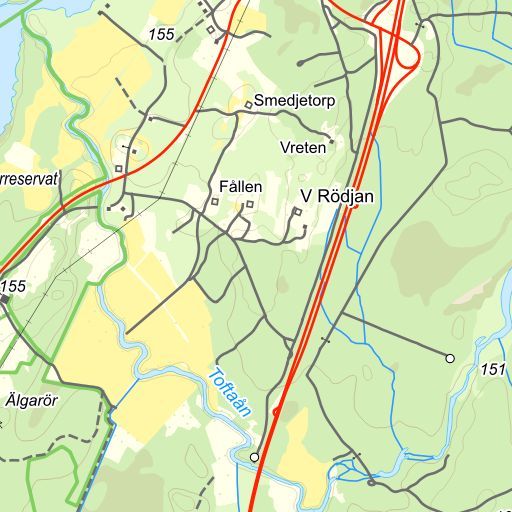 155
Smedjetorp
Vreten
rreservat
Fållen
V Rödjan
155
Toftaån
151
Älgarör